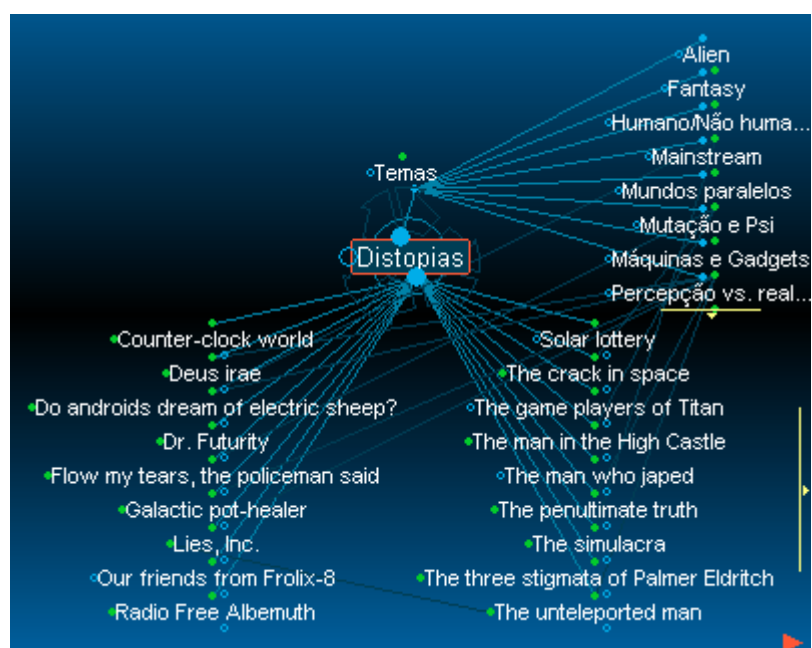 Alien
Fantasy
Humano/Não huma...
Mainstream
Temas
Mundos paralelos
Mutação e Psi
Distopias
Máquinas e Gadgets
Percepção vs. real...
Counter-clock world
Deus irae
Do androids dream of electric sheep?
Dr. Futurity
Flow my tears, the policeman said
Galactic pot-healer
Lies, Inc.
Our friends from Frolix-8
Radio Free Albemuth
Solar lottery
The crack in space
The game players of Titan
The man in the High Castle
The man who japed
The penultimate truth
The simulacra
The three stigmata of Palmer Eldritch
The unteleported man